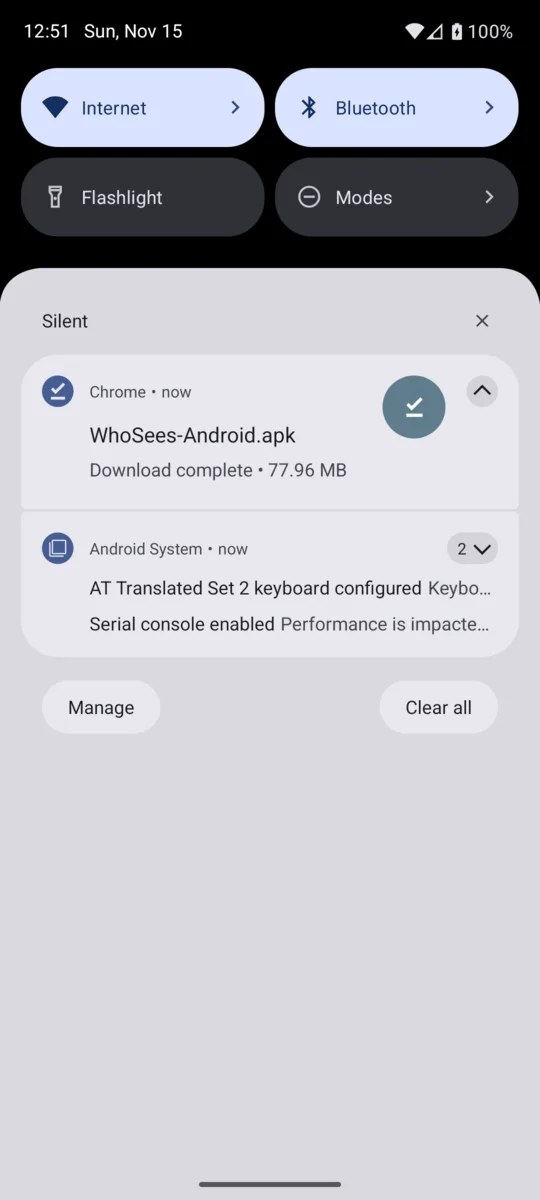 12:51 Sun, Nov 15 100%
Internet Bluetooth
Flashlight Modes
Silent
Chrome • now
WhoSees-Android.apk
Download complete • 77.96 MB
Android System • now 2
AT Translated Set 2 keyboard configured Keybo...
Serial console enabled Performance is impacte...
Manage Clear all